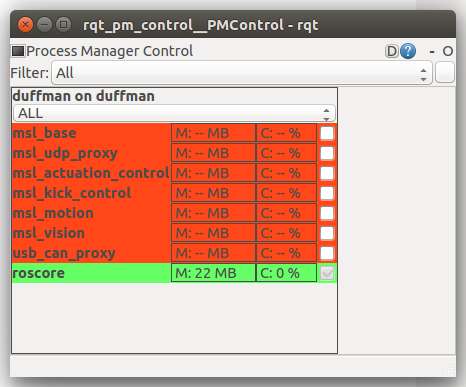 rqt_pm_control__PMControl - rqt
Process Manager Control D ? - O
Filter: All
duffman on duffman
ALL
msl_base M: -- MB C: -- %
msl_udp_proxy M: -- MB C: -- %
msl_actuation_control M: -- MB C: -- %
msl_kick_control M: -- MB C: -- %
msl_motion M: -- MB C: -- %
msl_vision M: -- MB C: -- %
usb_can_proxy M: -- MB C: -- %
roscore M: 22 MB C: 0 %